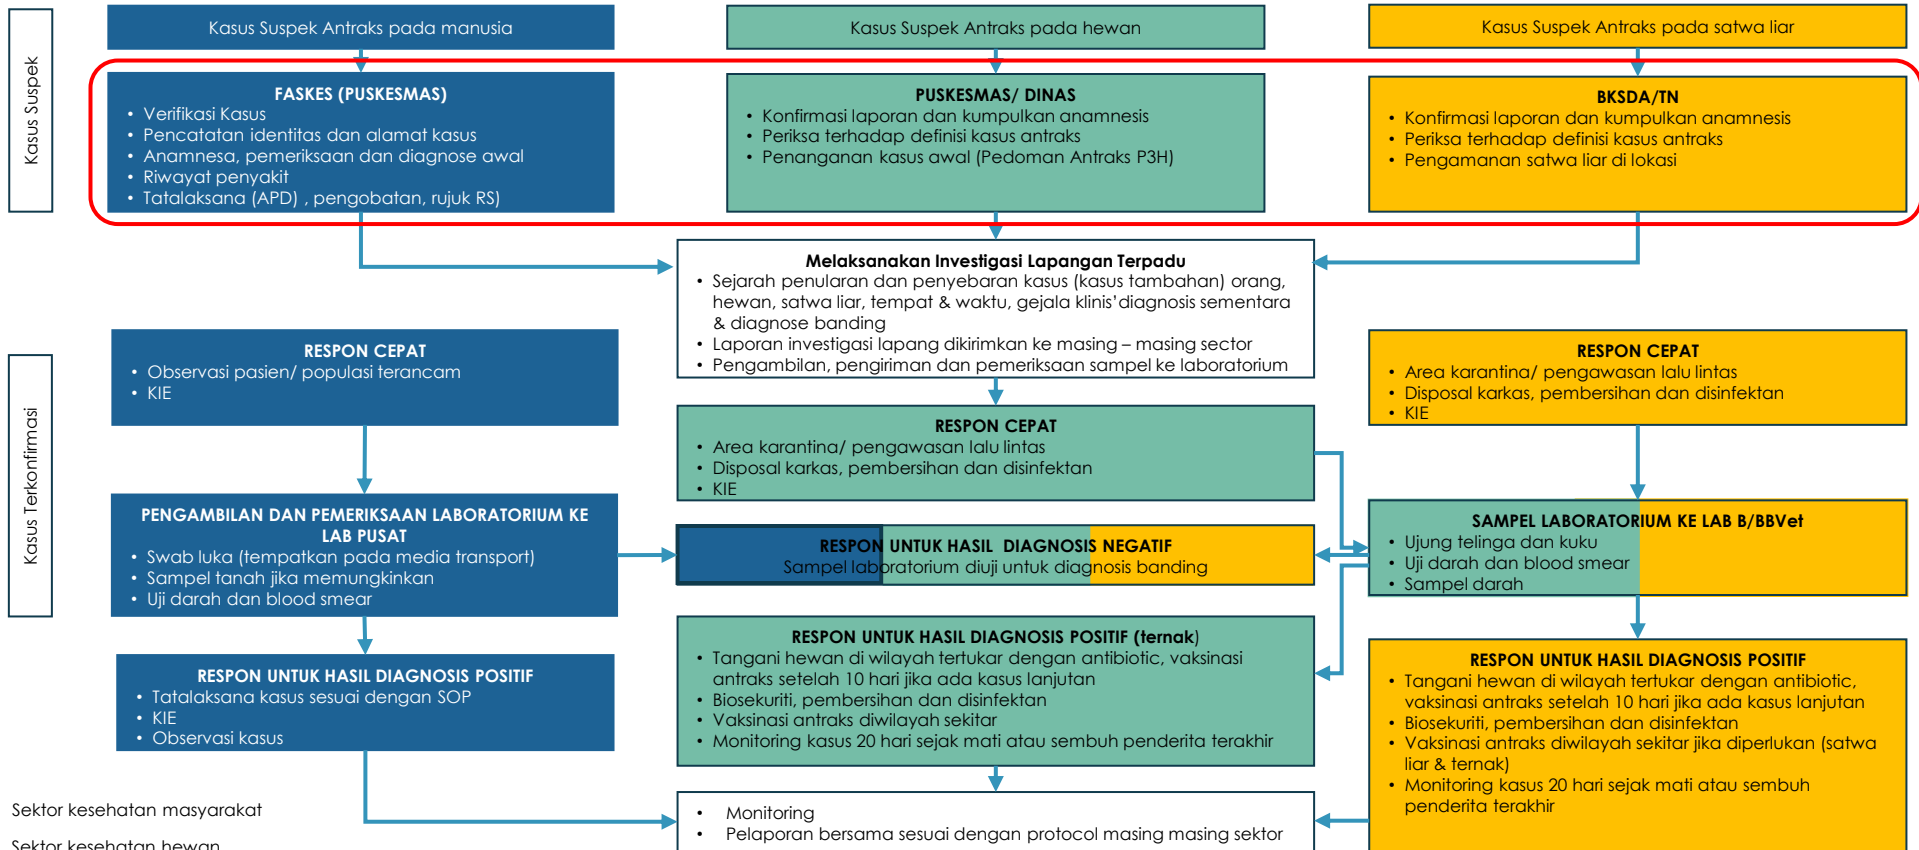 Kasus Suspek
Kasus Suspek Antraks pada manusia
Kasus Suspek Antraks pada hewan
Kasus Suspek Antraks pada satwa liar
FASKES (PUSKESMAS)
• Verifikasi Kasus
• Pencatatan identitas dan alamat kasus
• Anamnesa, pemeriksaan dan diagnose awal
• Riwayat penyakit
• Tatalaksana (APD) , pengobatan, rujuk RS)
PUSKESMAS/ DINAS
• Konfirmasi laporan dan kumpulkan anamnesis
• Periksa terhadap definisi kasus antraks
• Penanganan kasus awal (Pedoman Antraks P3H)
BKSDA/TN
• Konfirmasi laporan dan kumpulkan anamnesis
• Periksa terhadap definisi kasus antraks
• Pengamanan satwa liar di lokasi
Melaksanakan Investigasi Lapangan Terpadu
• Sejarah penularan dan penyebaran kasus (kasus tambahan) orang,
hewan, satwa liar, tempat & waktu, gejala klinis'diagnosis sementara
& diagnose banding
• Laporan investigasi lapang dikirimkan ke masing – masing sector
• Pengambilan, pengiriman dan pemeriksaan sampel ke laboratorium
Kasus Terkonfirmasi
RESPON CEPAT
• Observasi pasien/ populasi terancam
• KIE
RESPON CEPAT
• Area karantina/ pengawasan lalu lintas
• Disposal karkas, pembersihan dan disinfektan
• KIE
RESPON CEPAT
• Area karantina/ pengawasan lalu lintas
• Disposal karkas, pembersihan dan disinfektan
• KIE
PENGAMBILAN DAN PEMERIKSAAN LABORATORIUM KE
LAB PUSAT
• Swab luka (tempatkan pada media transport)
• Sampel tanah jika memungkinkan
• Uji darah dan blood smear
RESPON UNTUK HASIL DIAGNOSIS NEGATIF
Sampel laboratorium diuji untuk diagnosis banding
SAMPEL LABORATORIUM KE LAB B/BBVet
• Ujung telinga dan kuku
• Uji darah dan blood smear
• Sampel darah
RESPON UNTUK HASIL DIAGNOSIS POSITIF
• Tatalaksana kasus sesuai dengan SOP
• KIE
• Observasi kasus
RESPON UNTUK HASIL DIAGNOSIS POSITIF (ternak)
• Tangani hewan di wilayah tertukar dengan antibiotic, vaksinasi
antraks setelah 10 hari jika ada kasus lanjutan
• Biosekuriti, pembersihan dan disinfektan
• Vaksinasi antraks diwilayah sekitar
• Monitoring kasus 20 hari sejak mati atau sembuh penderita terakhir
RESPON UNTUK HASIL DIAGNOSIS POSITIF
• Tangani hewan di wilayah tertukar dengan antibiotic,
vaksinasi antraks setelah 10 hari jika ada kasus lanjutan
• Biosekuriti, pembersihan dan disinfektan
• Vaksinasi antraks diwilayah sekitar jika diperlukan (satwa
liar & ternak)
• Monitoring kasus 20 hari sejak mati atau sembuh
penderita terakhir
• Monitoring
• Pelaporan bersama sesuai dengan protocol masing masing sektor
Sektor kesehatan masyarakat
Sektor kesehatan hewan